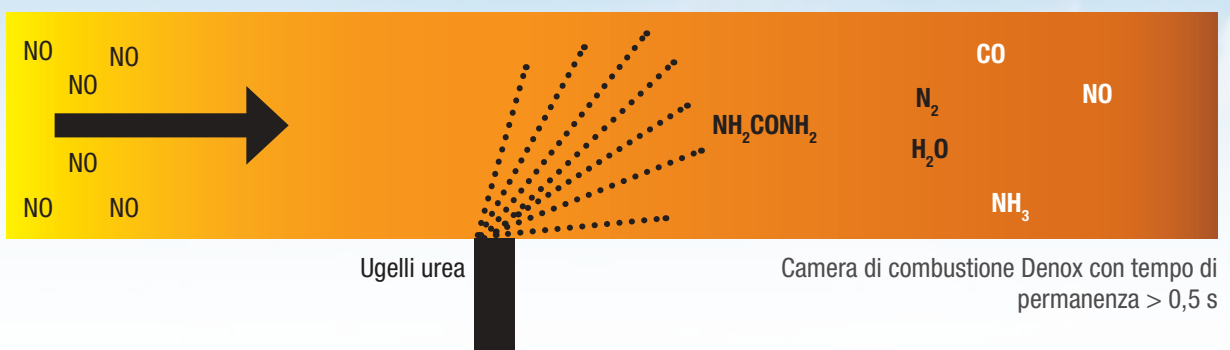 NO
NO
NO
NO
NO
NO
NH₂CONH₂
CO
N₂
NO
H₂O
NH₃
Ugelli urea
Camera di combustione Denox con tempo di
permanenza > 0,5 s